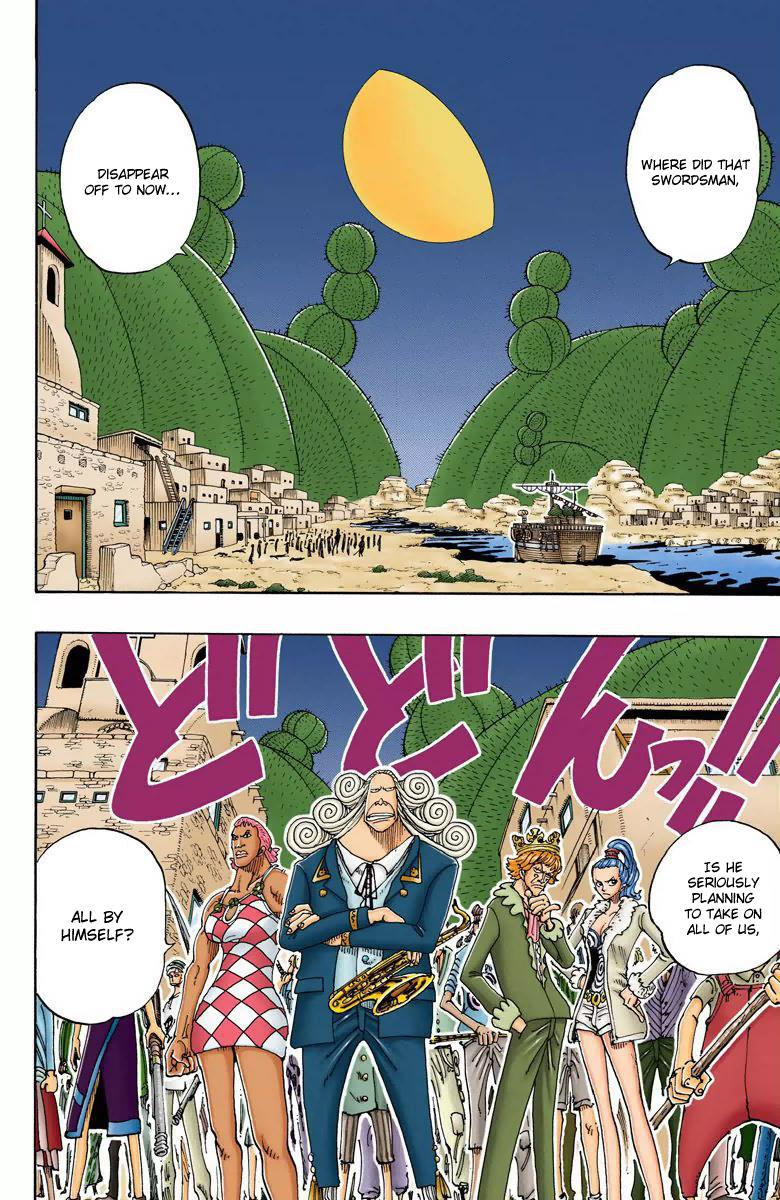 WHERE DID THAT
SWORDSMAN,
DISAPPEAR
OFF TO NOW...
ど ど んっ!!
IS HE
SERIOUSLY
PLANNING
TO TAKE ON
ALL OF US,
ALL BY
HIMSELF?